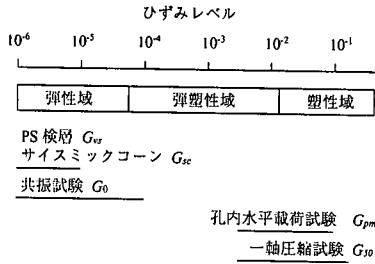 ひずみレベル
10-6 10-5 10-4 10-3 10-2 10-1
弾性域 弾塑性域 塑性域
PS 検層 Gvs
サイスミックコーン Gsc
共振試験 G0
孔内水平載荷試験 Gpm
一軸圧縮試験 G50